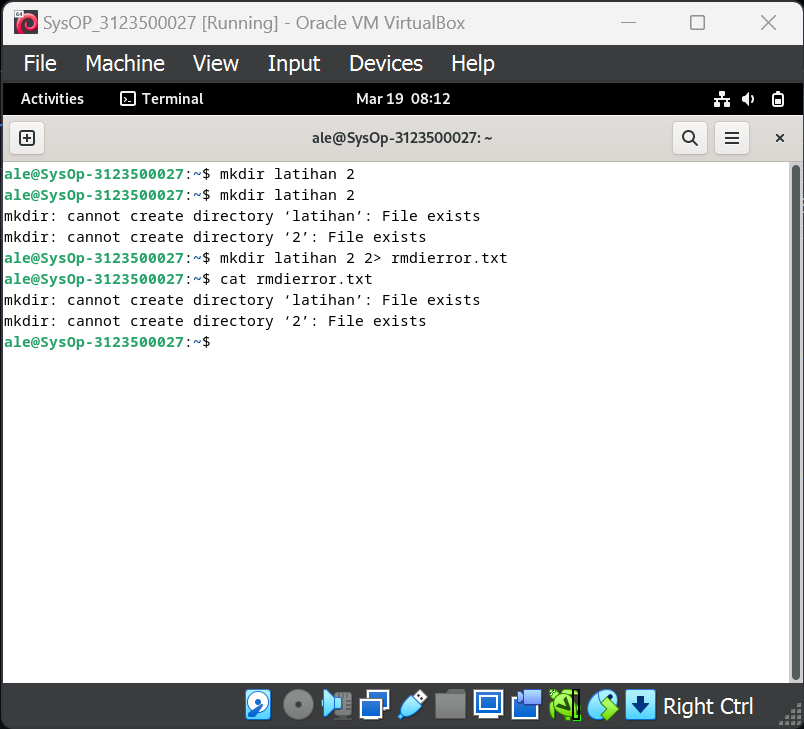 SysOP_3123500027 [Running] - Oracle VM VirtualBox
File Machine View Input Devices Help
Activities Terminal Mar 19 08:12
ale@SysOp-3123500027: ~
ale@SysOp-3123500027:~$ mkdir latihan 2
ale@SysOp-3123500027:~$ mkdir latihan 2
mkdir: cannot create directory ‘latihan’: File exists
mkdir: cannot create directory ‘2’: File exists
ale@SysOp-3123500027:~$ mkdir latihan 2 2> rmdierror.txt
ale@SysOp-3123500027:~$ cat rmdierror.txt
mkdir: cannot create directory ‘latihan’: File exists
mkdir: cannot create directory ‘2’: File exists
ale@SysOp-3123500027:~$
Right Ctrl